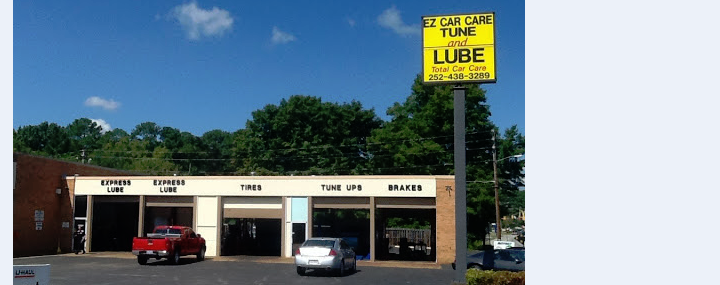 EZ CAR CARE
TUNE
and
LUBE
Total Car Care
252-438-3289
EXPRESS
LUBE
EXPRESS
LUBE
TIRES
TUNE UPS
BRAKES
U-HAUL